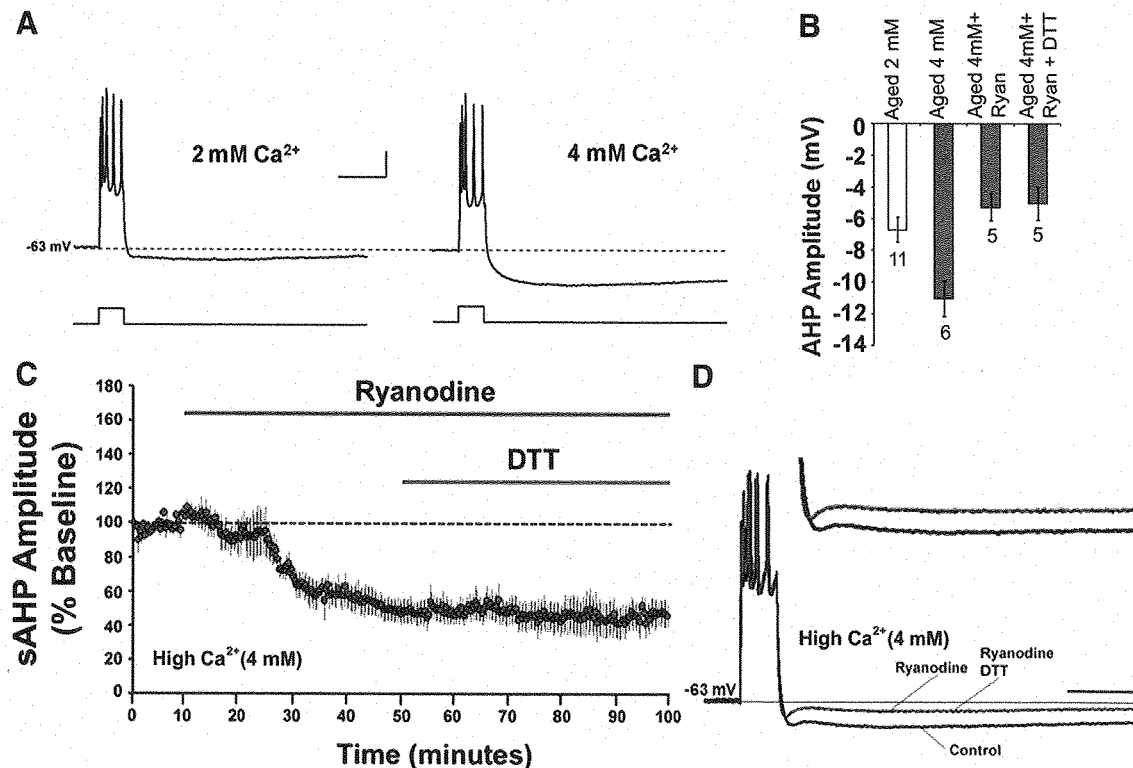 A
2 mM Ca²⁺
4 mM Ca²⁺
-63 mV
B
Aged 2 mM
Aged 4 mM
Aged 4mM+
Ryan
Aged 4mM+
Ryan + DTT
AHP Amplitude (mV)
0
-2
-4
-6
-8
-10
-12
-14
11
6
5
5
C
sAHP Amplitude
(% Baseline)
180
160
140
120
100
80
60
40
20
0
Ryanodine
DTT
High Ca²⁺(4 mM)
0 10 20 30 40 50 60 70 80 90 100
Time (minutes)
D
High Ca²⁺(4 mM)
Ryanodine
Ryanodine
DTT
-63 mV
Control